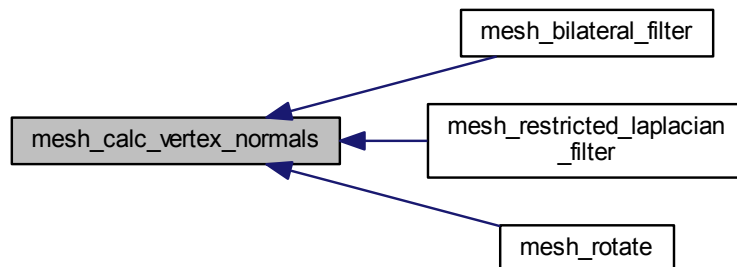 mesh_bilateral_filter
mesh_calc_vertex_normals
mesh_restricted_laplacian
_filter
mesh_rotate